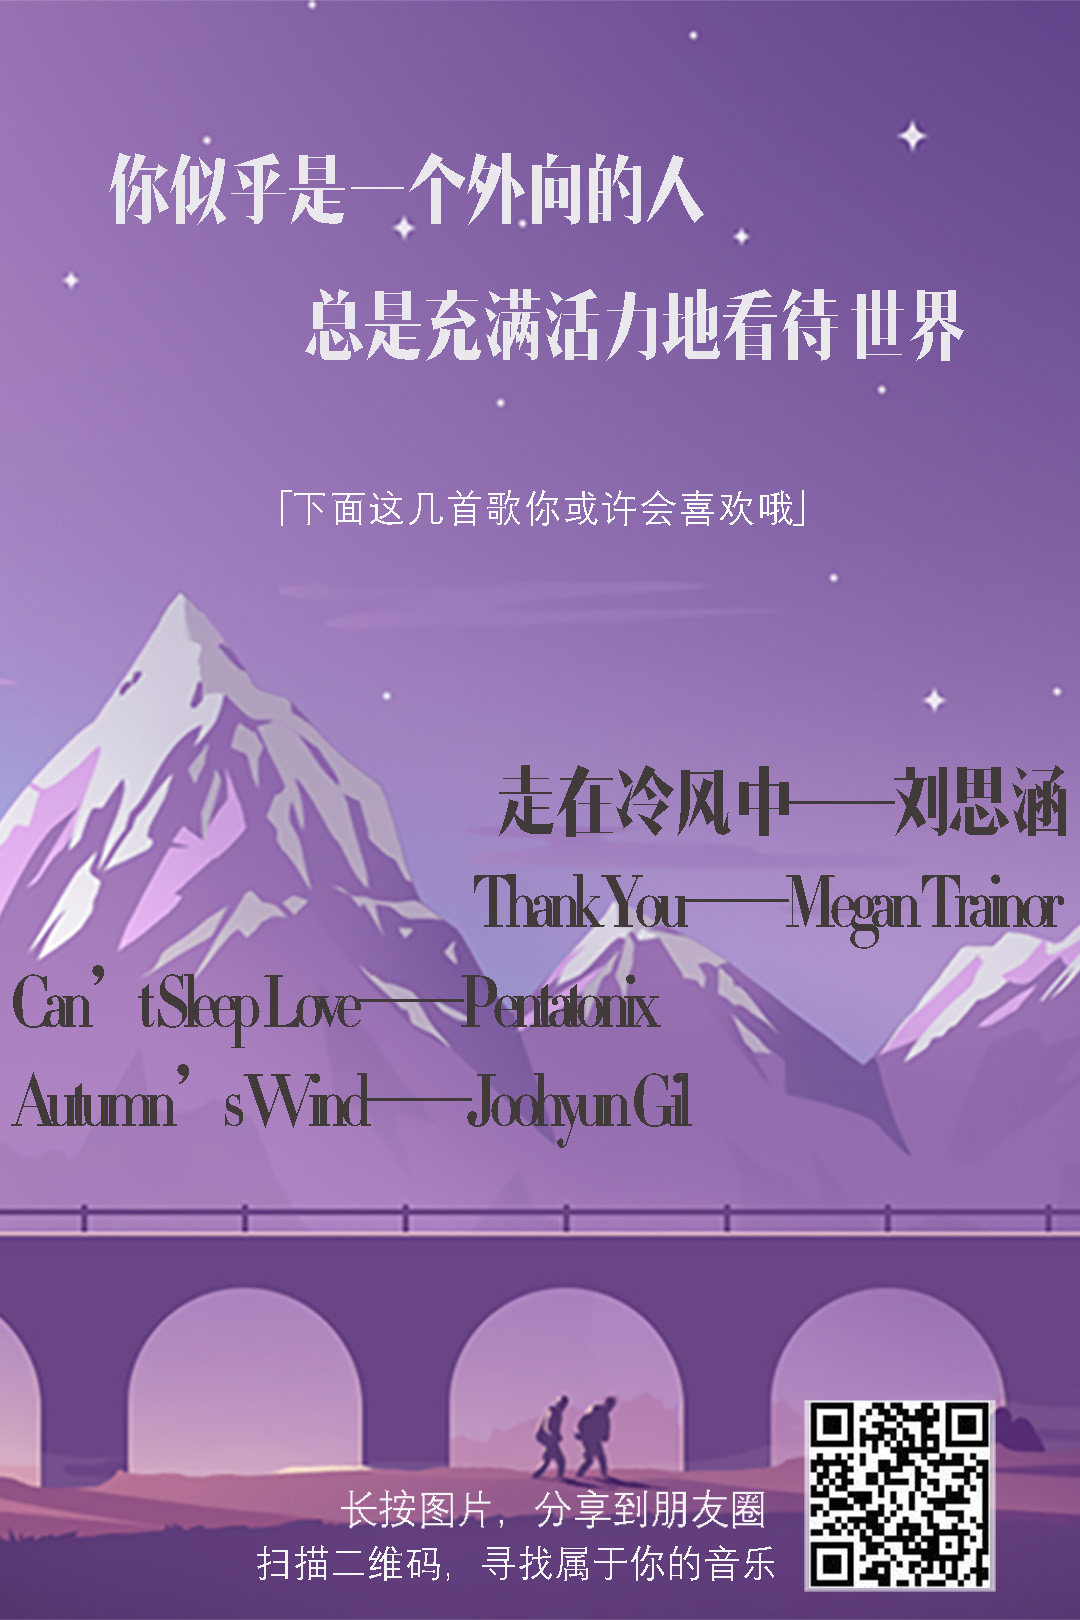 你似乎是一个外向的人
总是充满活力地看待世界
「下面这几首歌你或许会喜欢哦」
走在冷风中——刘思涵
Thank You——Megan Trainor
Can’t Sleep Love——Pentatonix
Autumn’s Wind——Joohyun Gil
长按图片，分享到朋友圈
扫描二维码，寻找属于你的音乐